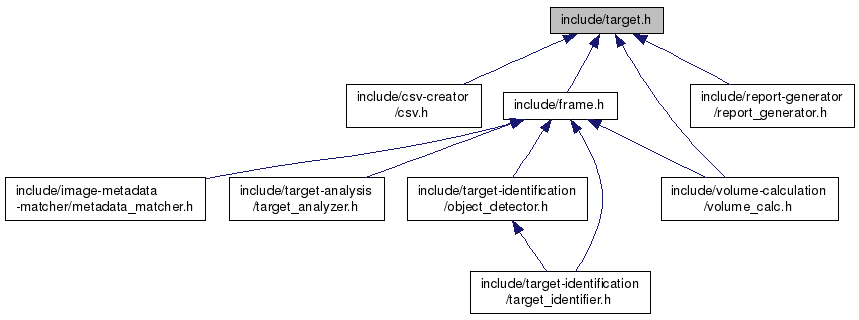 include/target.h
include/csv-creator
/csv.h
include/frame.h
include/report-generator
/report_generator.h
include/image-metadata
-matcher/metadata_matcher.h
include/target-analysis
/target_analyzer.h
include/target-identification
/object_detector.h
include/volume-calculation
/volume_calc.h
include/target-identification
/target_identifier.h